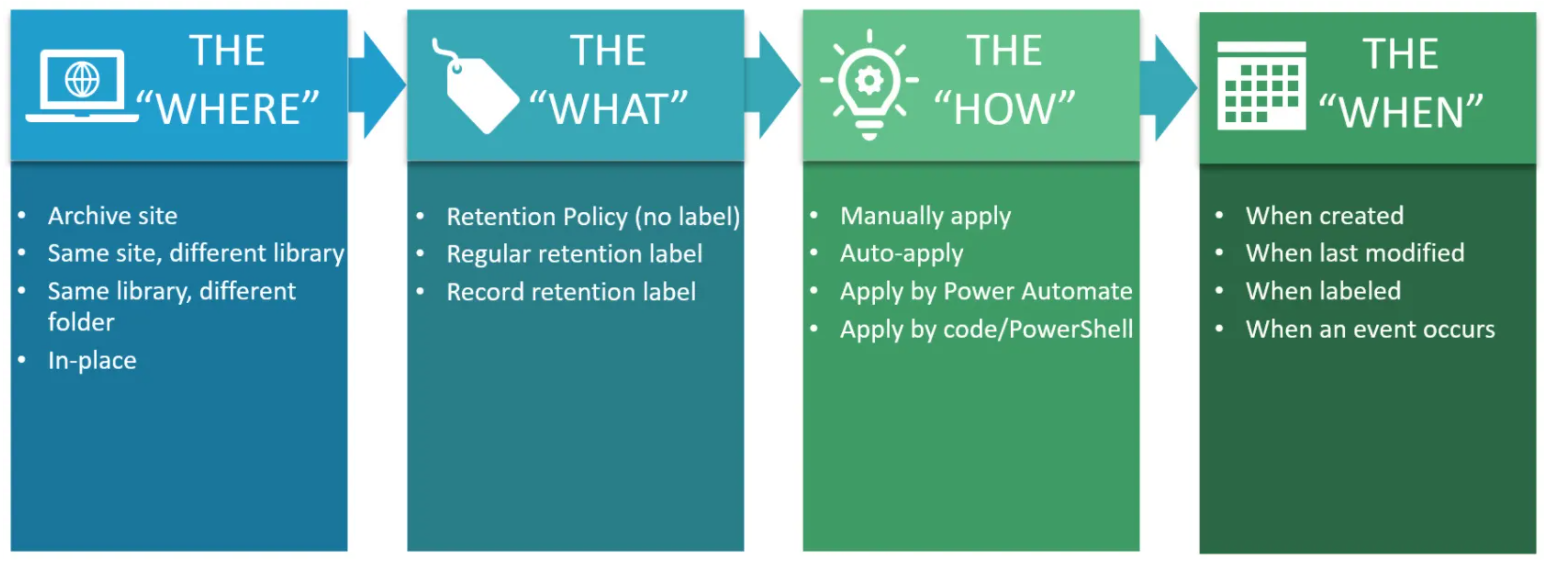 THE
“WHERE”
• Archive site
• Same site, different library
• Same library, different
folder
• In-place
THE
“WHAT”
• Retention Policy (no label)
• Regular retention label
• Record retention label
THE
“HOW”
• Manually apply
• Auto-apply
• Apply by Power Automate
• Apply by code/PowerShell
THE
“WHEN”
• When created
• When last modified
• When labeled
• When an event occurs